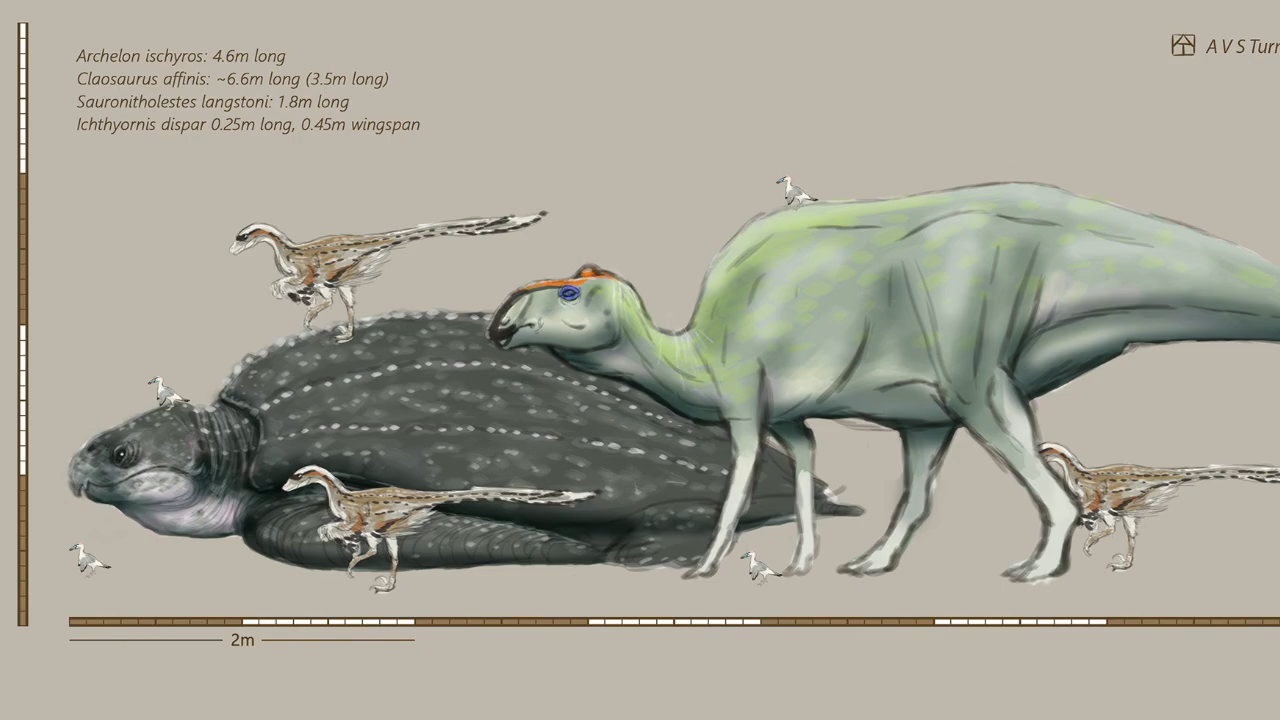 Archelon ischyros: 4.6m long
Claosaurus affinis: ~6.6m long (3.5m long)
Sauronitholestes langstoni: 1.8m long
Ichthyornis dispar 0.25m long, 0.45m wingspan
A V S Turn
2m